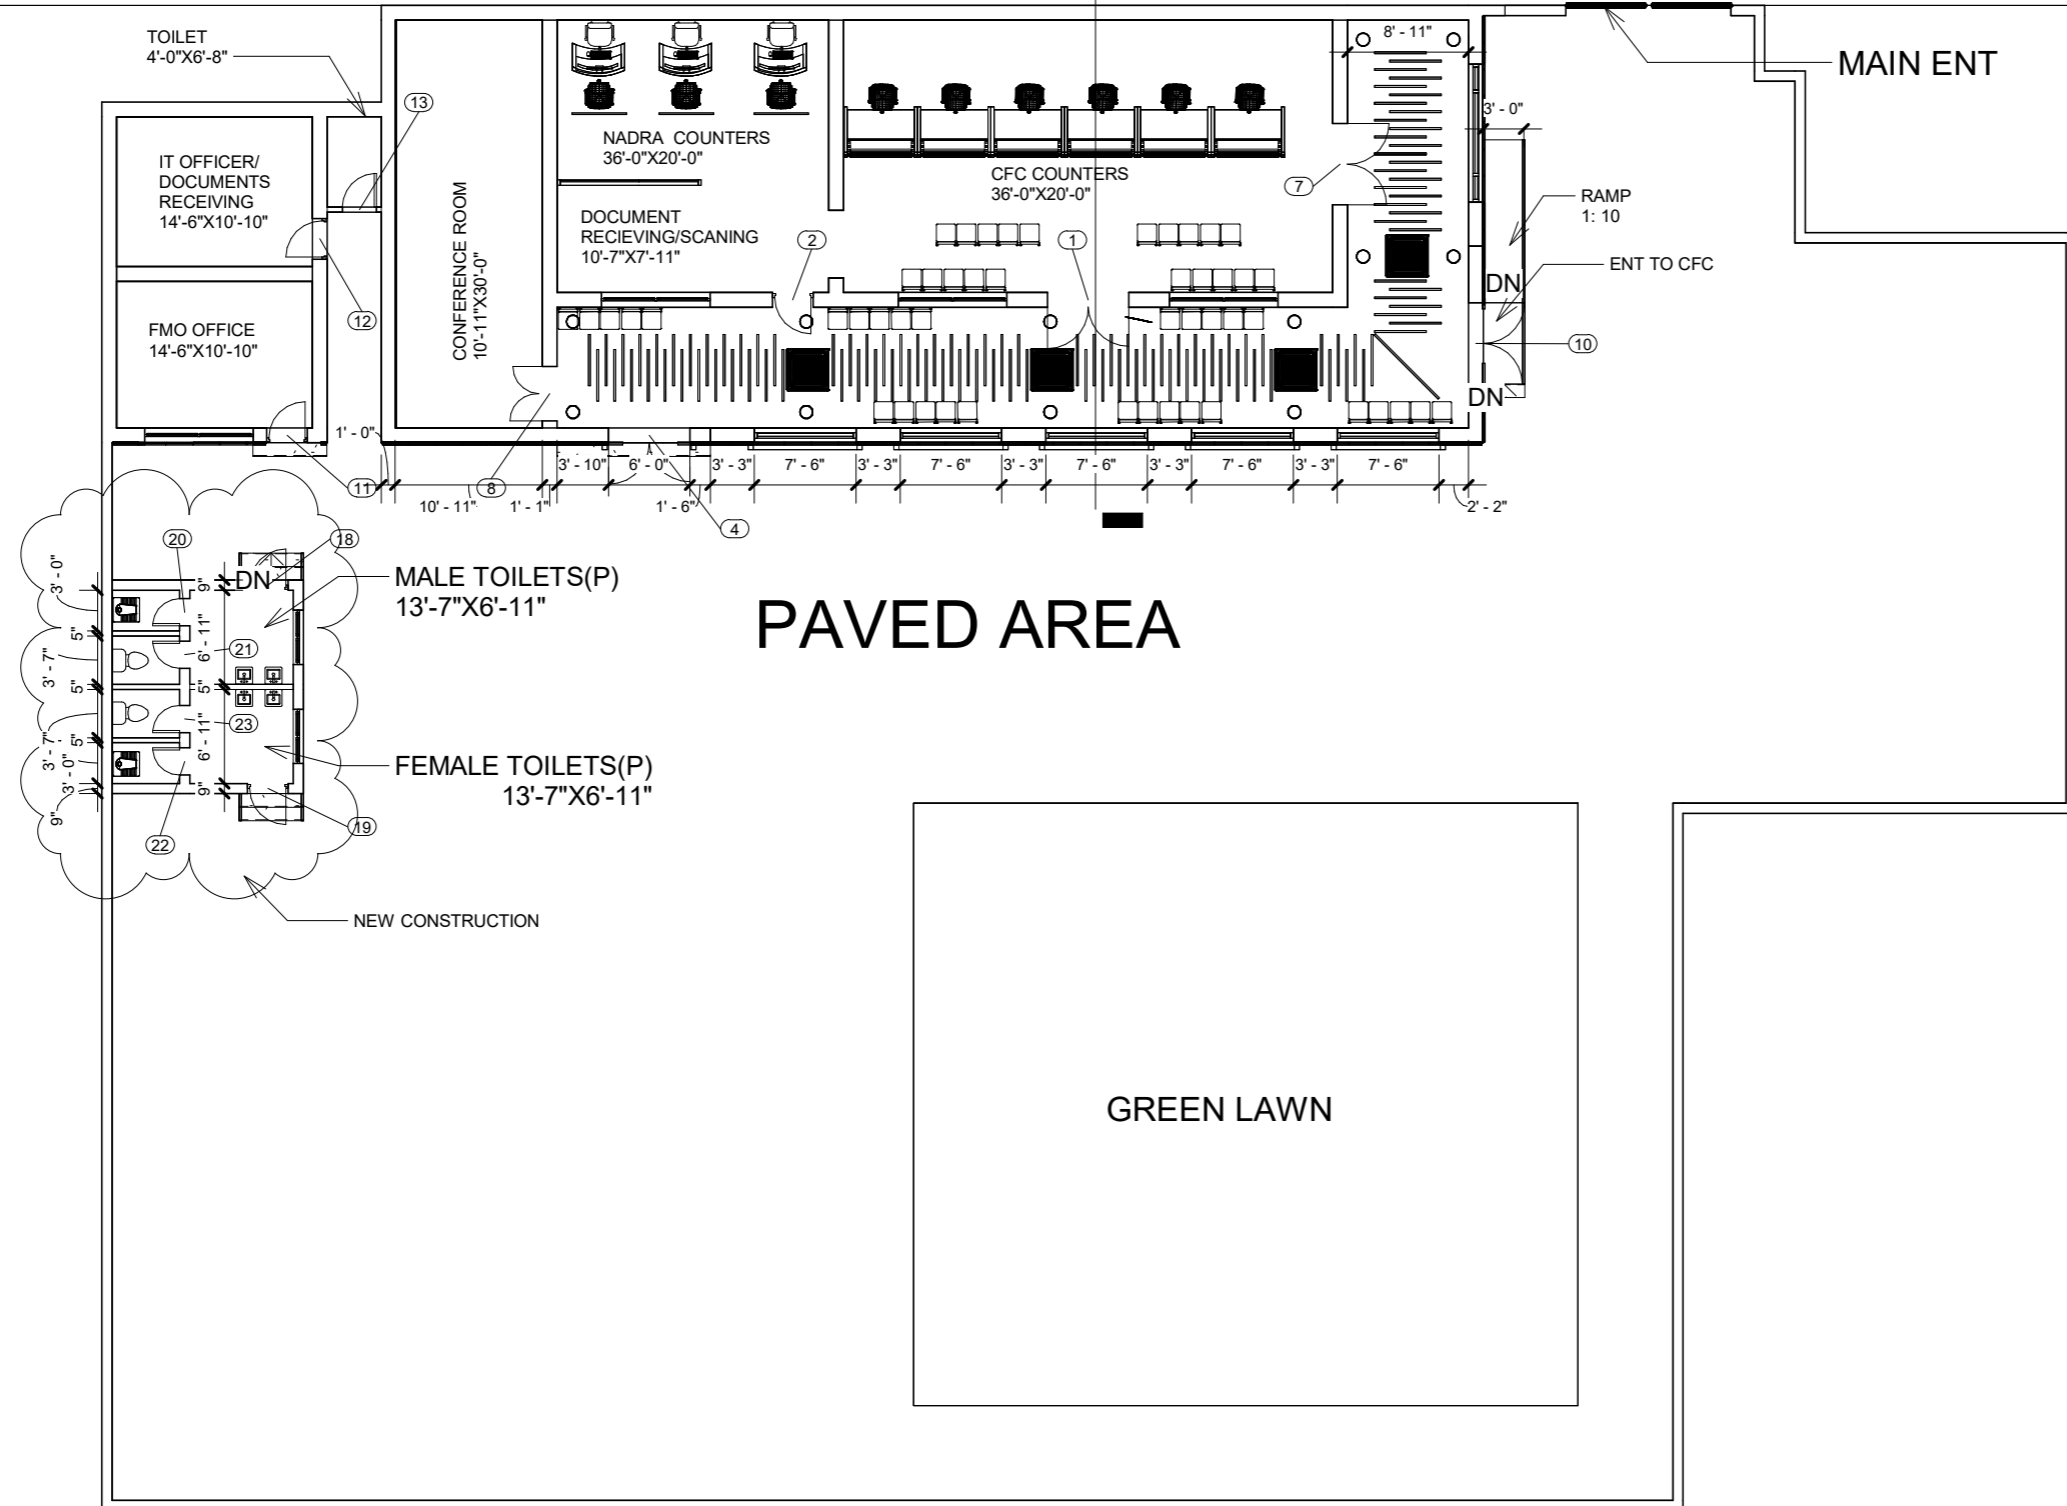 TOILET
4'-0"X6'-8"
13
8' - 11"
MAIN ENT
3' - 0"
NADRA  COUNTERS
36'-0"X20'-0"
IT OFFICER/
DOCUMENTS
RECEIVING
14'-6"X10'-10"
CFC COUNTERS
36'-0"X20'-0"
7
RAMP
1: 10
CONFERENCE ROOM
10'-11"X30'-0"
DOCUMENT
RECIEVING/SCANING
10'-7"X7'-11"
2
1
ENT TO CFC
DN
12
FMO OFFICE
14'-6"X10'-10"
10
DN
1' - 0"
3' - 10"
6' - 0"
3' - 3"
7' - 6"
3' - 3"
7' - 6"
3' - 3"
7' - 6"
3' - 3"
7' - 6"
3' - 3"
7' - 6"
11
8
10' - 11"
1' - 1"
1' - 6"
2' - 2"
4
20
18
3' - 0"
DN
9"
MALE TOILETS(P)
13'-7"X6'-11"
PAVED AREA
5"
6' - 11"
21
3' - 7"
5"
5"
23
3' - 7"
5"
6' - 11"
3' - 0"
FEMALE TOILETS(P)
13'-7"X6'-11"
9"
9"
19
22
NEW CONSTRUCTION
GREEN LAWN